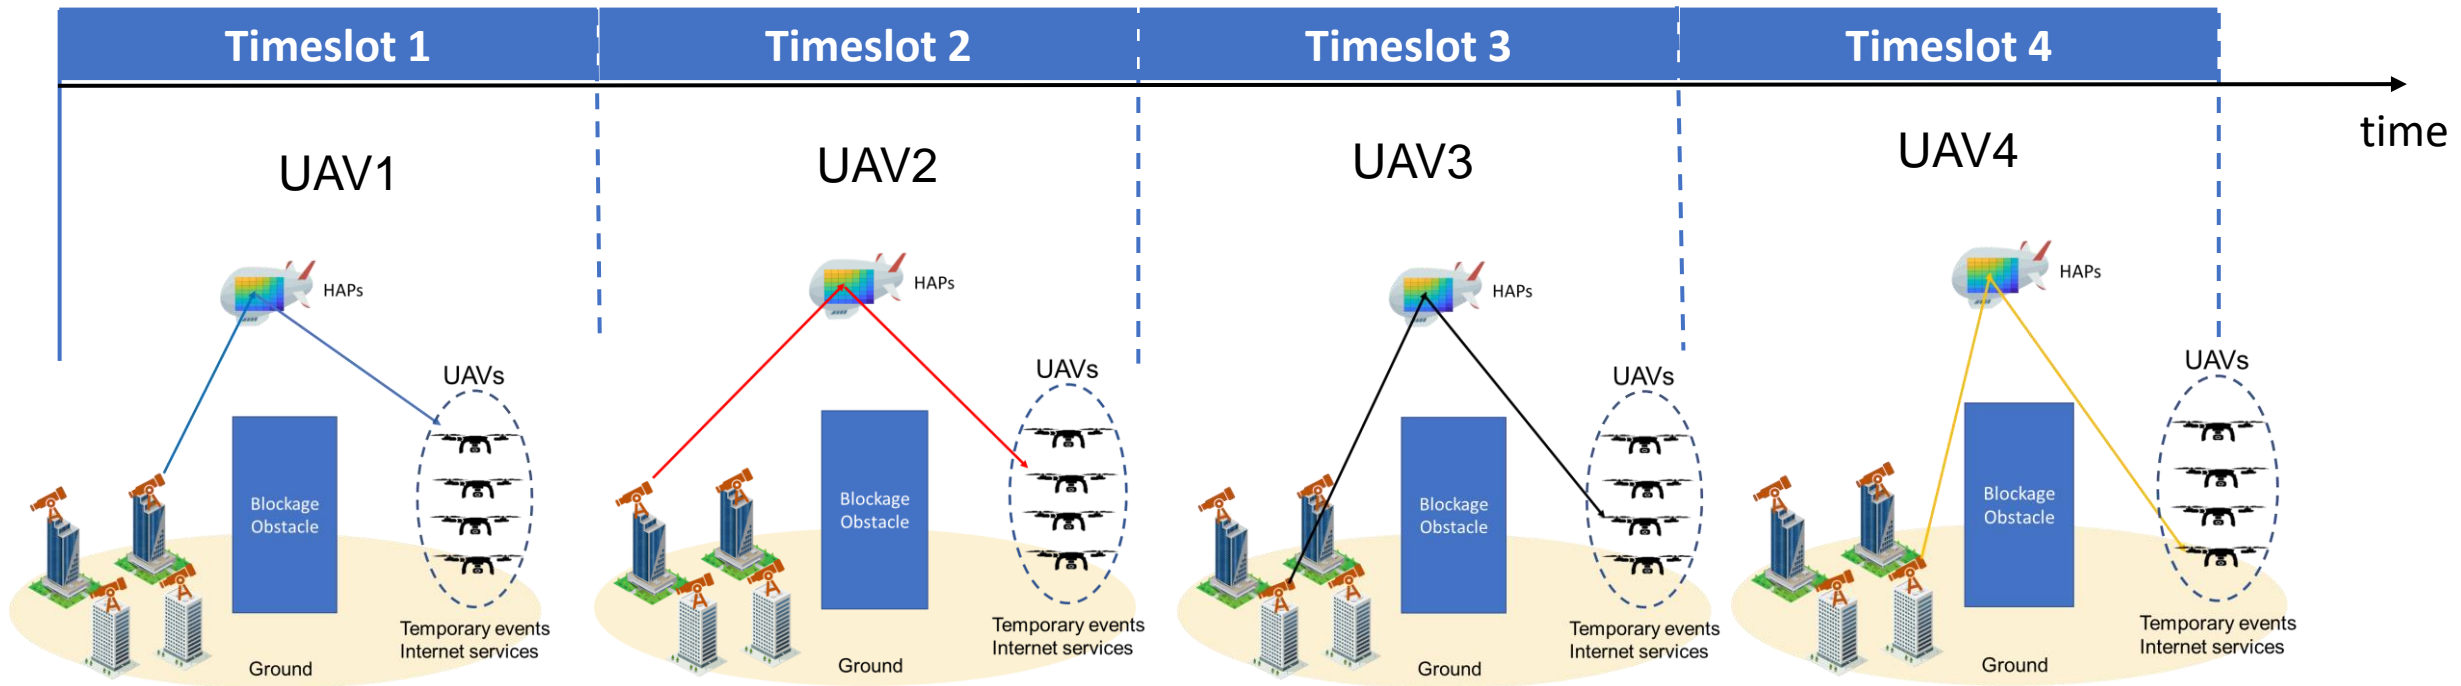 Timeslot 1
Timeslot 2
Timeslot 3
Timeslot 4
time
UAV1
UAV2
UAV3
UAV4
HAPs
UAVs
Blockage
Obstacle
Temporary events
Internet services
Ground
HAPs
UAVs
Blockage
Obstacle
Temporary events
Internet services
Ground
HAPs
UAVs
Blockage
Obstacle
Temporary events
Internet services
Ground
HAPs
UAVs
Blockage
Obstacle
Temporary events
Internet services
Ground